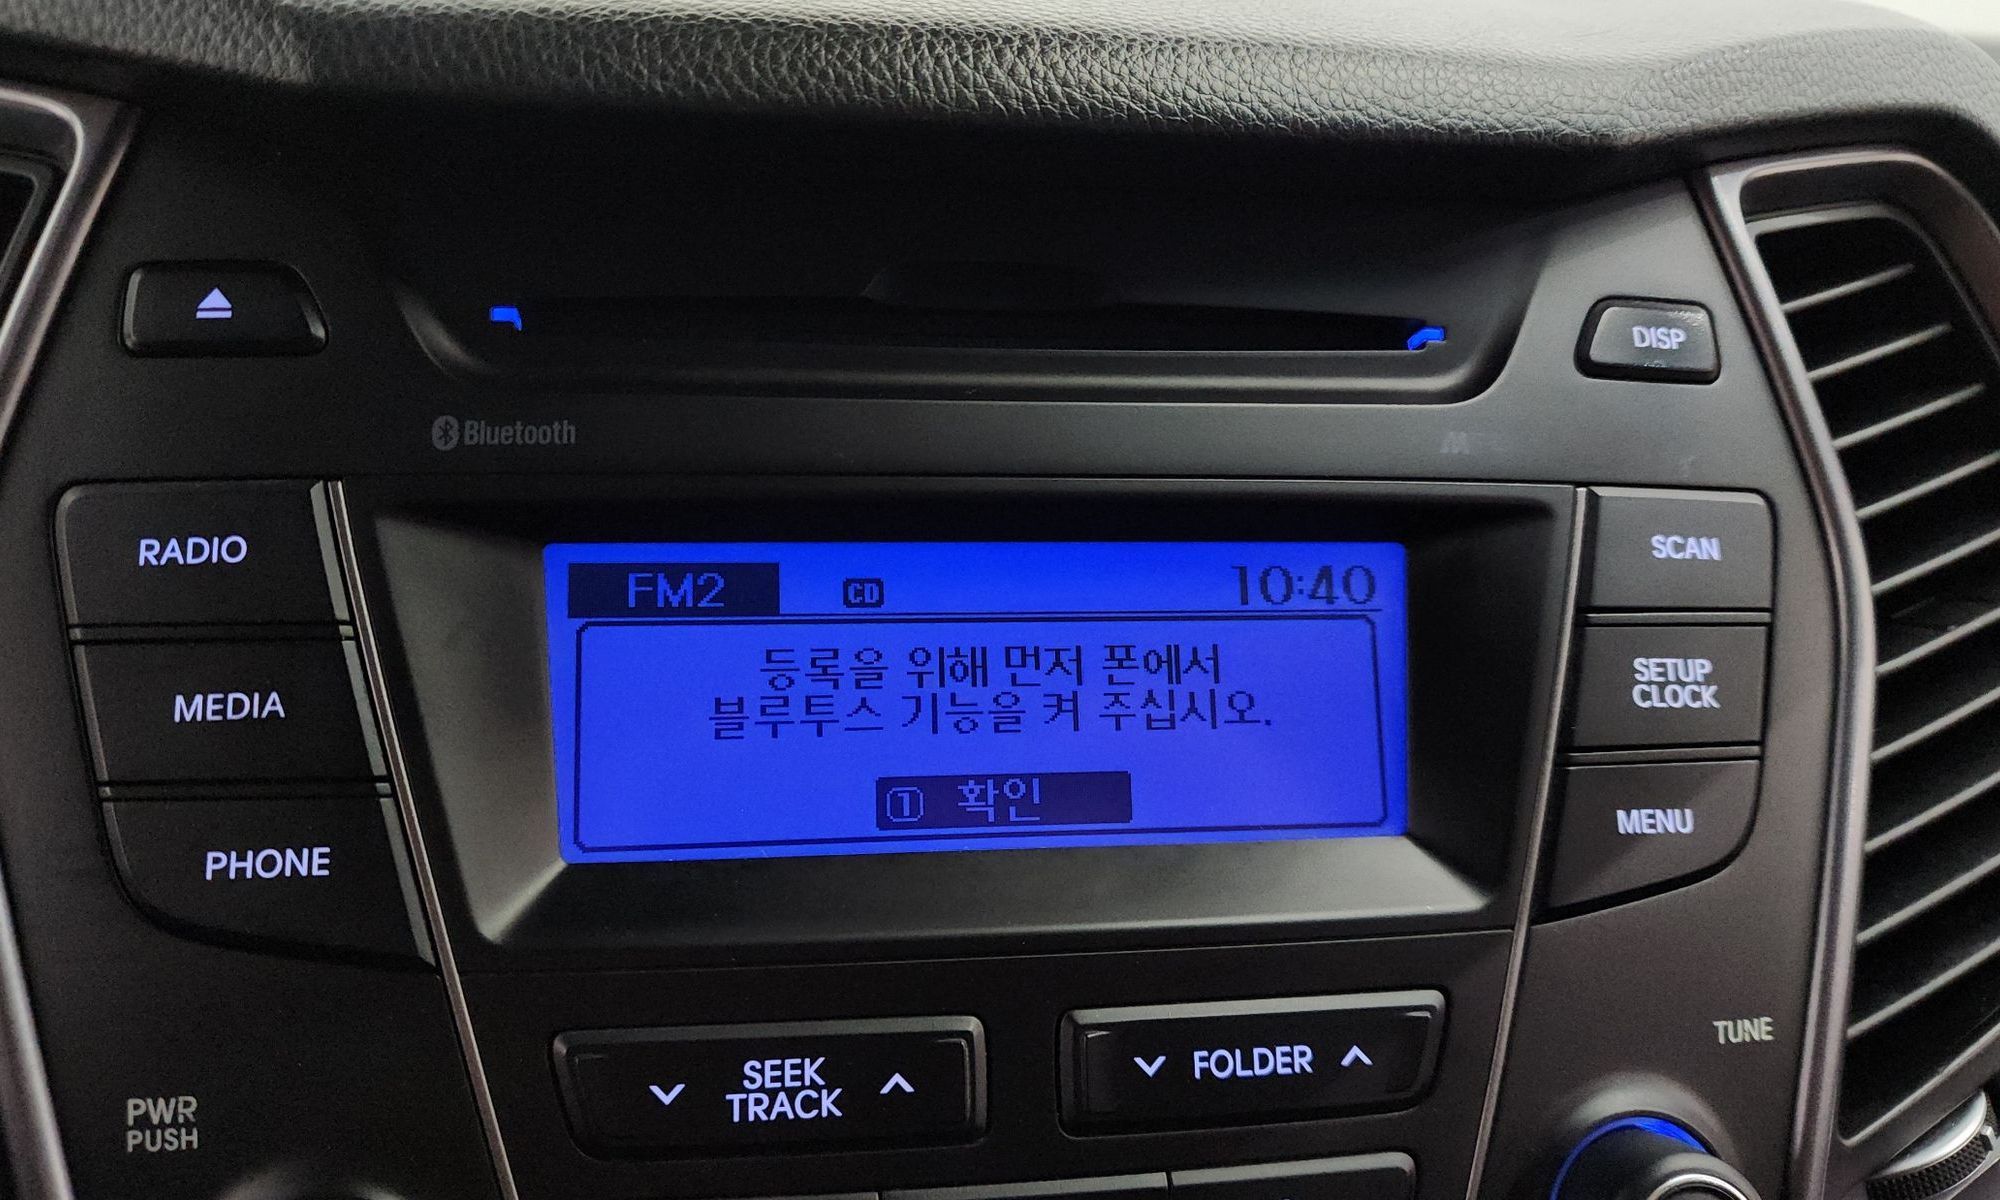 DISP
Bluetooth
RADIO
MEDIA
PHONE
FM2
CD
10:40
등록을 위해 먼저 폰에서
블루투스 기능을 켜 주십시오.
① 확인
SCAN
SETUP
CLOCK
MENU
TUNE
SEEK
TRACK
FOLDER
PWR
PUSH